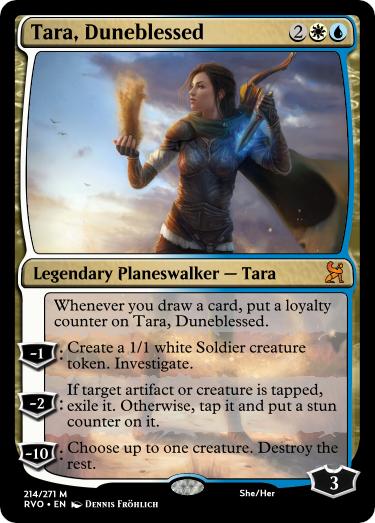 Tara, Duneblessed 2
Legendary Planeswalker — Tara
Whenever you draw a card, put a loyalty
counter on Tara, Duneblessed.
-1: Create a 1/1 white Soldier creature
token. Investigate.
-2: If target artifact or creature is tapped,
exile it. Otherwise, tap it and put a stun
counter on it.
-10: Choose up to one creature. Destroy the
rest.
3
214/271 M She/Her
RVO • EN Dennis Fröhlich